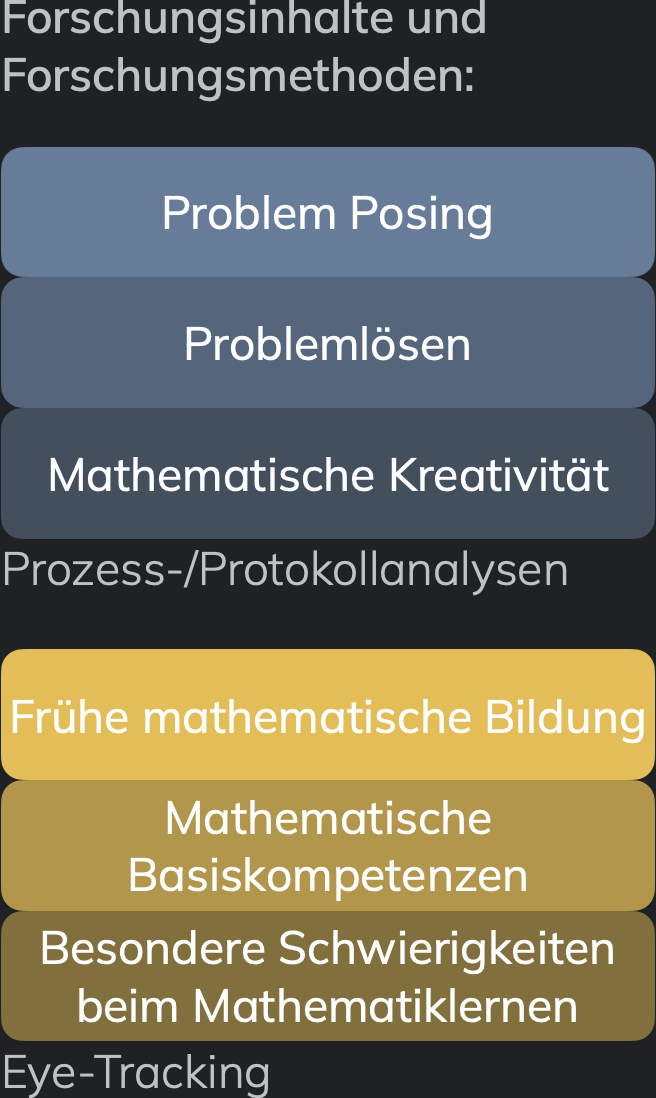 Forschungsinhalte und
Forschungsmethoden:
Problem Posing
Problemlösen
Mathematische Kreativität
Prozess-/Protokollanalysen
Frühe mathematische Bildung
Mathematische
Basiskompetenzen
Besondere Schwierigkeiten
beim Mathematiklernen
Eye-Tracking